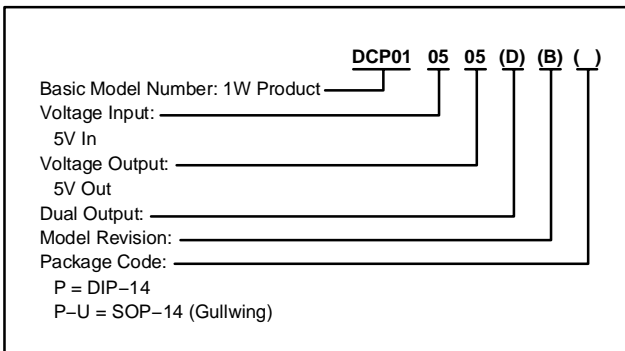 DCP01 05 05 (D) (B) ( )
Basic Model Number: 1W Product
Voltage Input:
5V In
Voltage Output:
5V Out
Dual Output:
Model Revision:
Package Code:
P = DIP−14
P−U = SOP−14 (Gullwing)